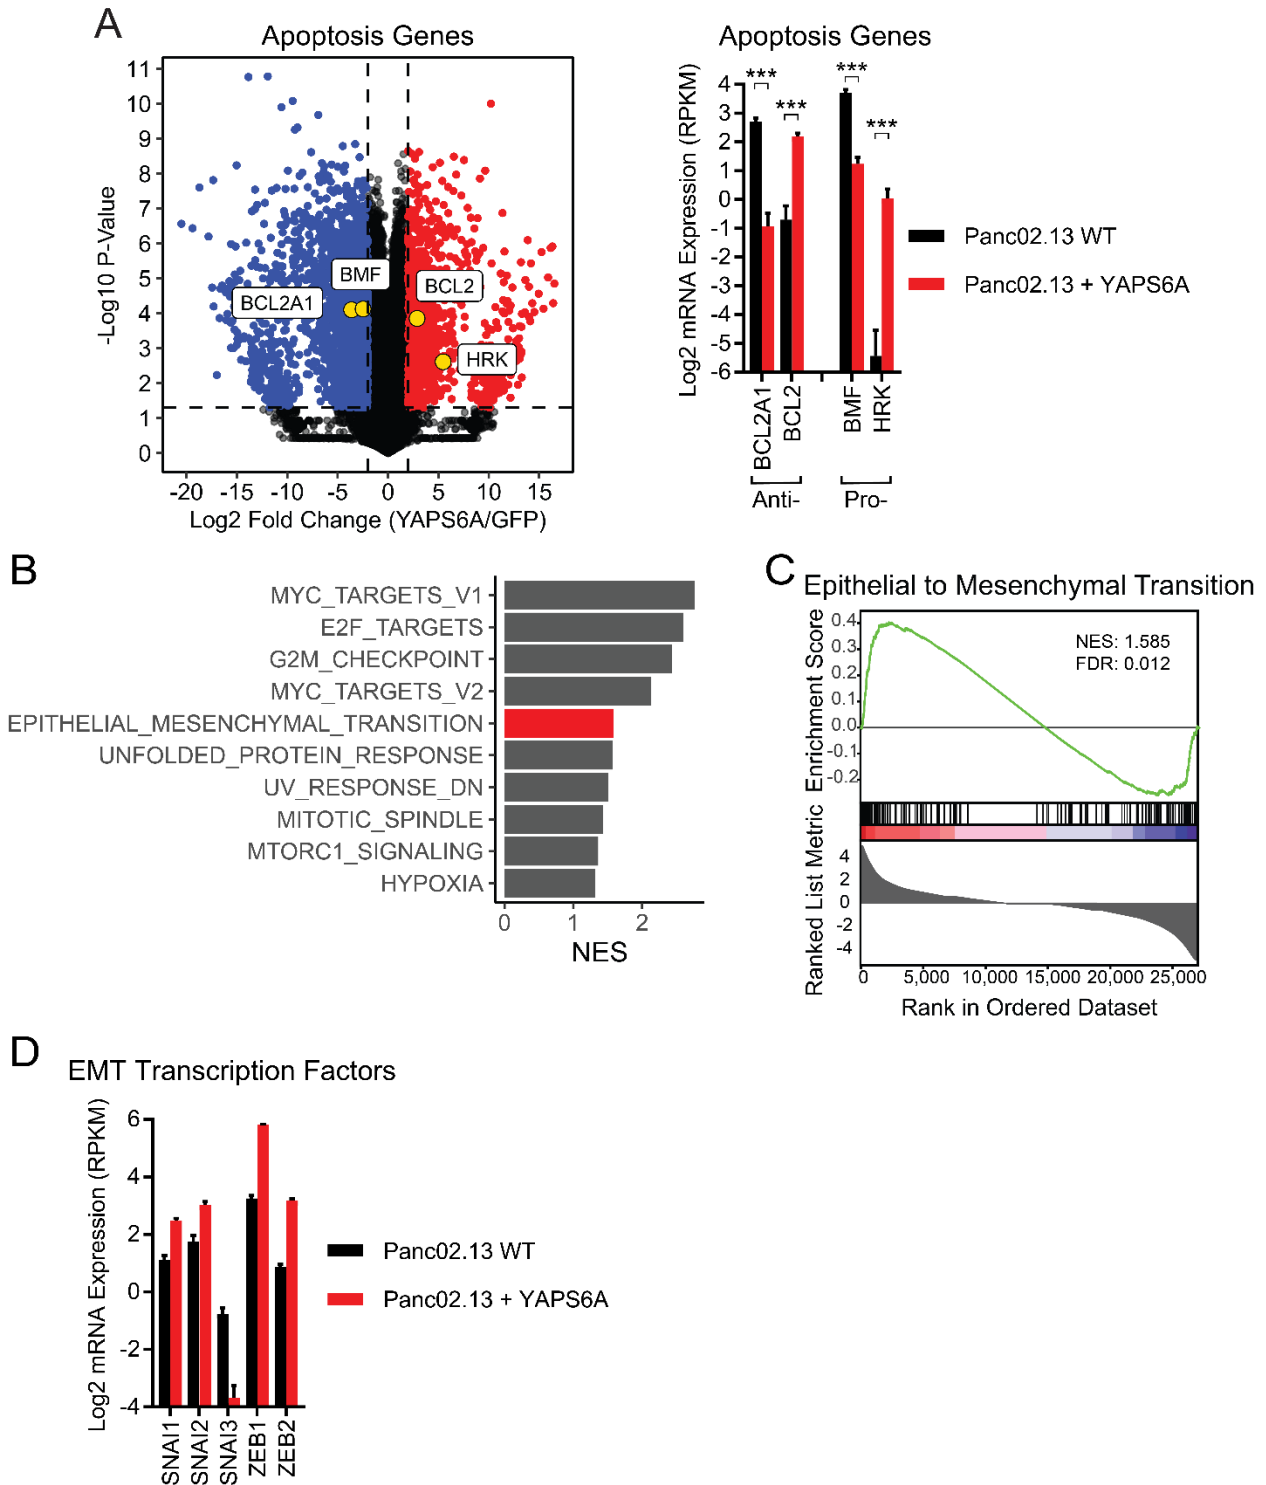 A
Apoptosis Genes
-Log10 P-Value
11
10
9
8
7
6
5
4
3
2
1
0
BMF
BCL2A1
BCL2
HRK
-20 -15 -10 -5 0 5 10 15
Log2 Fold Change (YAPS6A/GFP)
Apoptosis Genes
Log2 mRNA Expression (RPKM)
4
3
2
1
0
-1
-2
-3
-4
-5
-6
***
***
***
***
BCL2A1
BCL2
BMF
HRK
Anti-
Pro-
Panc02.13 WT
Panc02.13 + YAPS6A
B
MYC_TARGETS_V1
E2F_TARGETS
G2M_CHECKPOINT
MYC_TARGETS_V2
EPITHELIAL_MESENCHYMAL_TRANSITION
UNFOLDED_PROTEIN_RESPONSE
UV_RESPONSE_DN
MITOTIC_SPINDLE
MTORC1_SIGNALING
HYPOXIA
0 1 2
NES
C
Epithelial to Mesenchymal Transition
Enrichment Score
0.4
0.3
0.2
0.1
0.0
-0.1
-0.2
NES: 1.585
FDR: 0.012
Ranked List Metric
4
2
0
-2
-4
0 5,000 10,000 15,000 20,000 25,000
Rank in Ordered Dataset
D
EMT Transcription Factors
Log2 mRNA Expression (RPKM)
6
4
2
0
-2
-4
SNAI1
SNAI2
SNAI3
ZEB1
ZEB2
Panc02.13 WT
Panc02.13 + YAPS6A